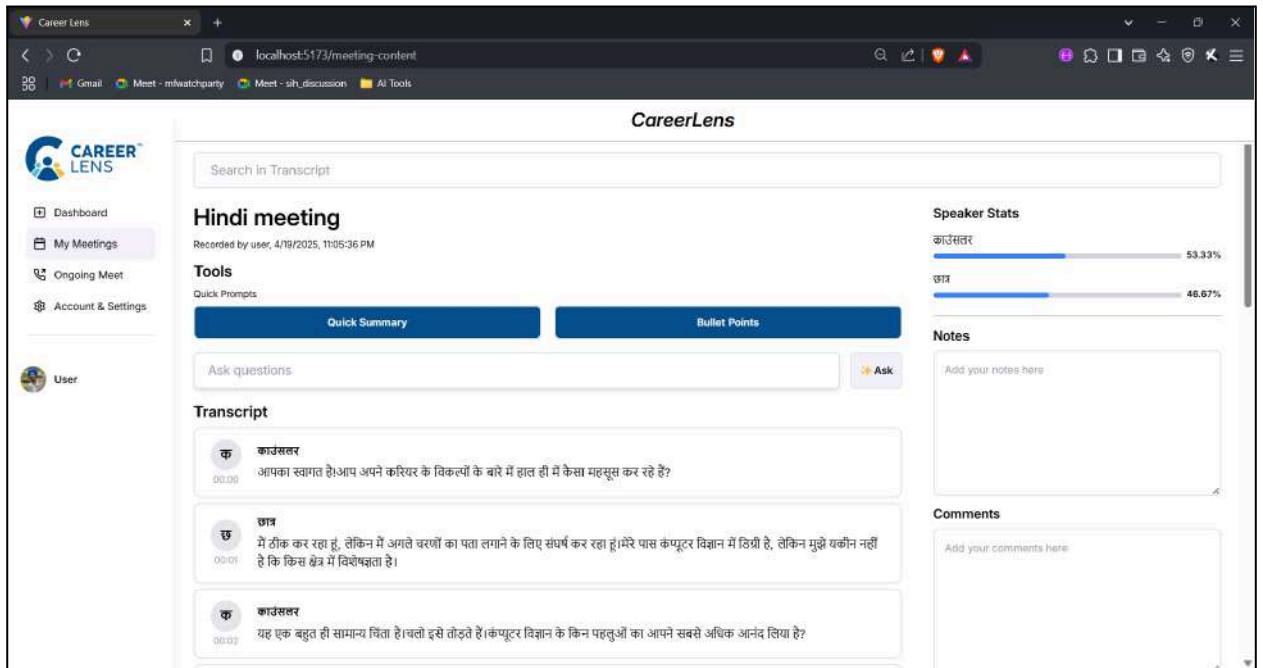 Career Lens
localhost:5173/meeting-content
Gmail Meet - mfwatchparty Meet - sih_discussion AI Tools
CareerLens
CAREER™
LENS
Dashboard
My Meetings
Ongoing Meet
Account & Settings
User
Search in Transcript
Hindi meeting
Recorded by user, 4/19/2025, 11:05:36 PM
Tools
Quick Prompts
Quick Summary
Bullet Points
Ask questions
Ask
Transcript
क
00:00
काउंसलर
आपका स्वागत है।आप अपने करियर के विकल्पों के बारे में हाल ही में कैसा महसूस कर रहे हैं?
छ
00:01
छात्र
में ठीक कर रहा हूं, लेकिन में अगले चरणों का पता लगाने के लिए संघर्ष कर रहा हूं।मेरे पास कंप्यूटर विज्ञान में डिग्री है, लेकिन मुझे यकीन नहीं
है कि किस क्षेत्र में विशेषज्ञता है।
क
00:02
काउंसलर
यह एक बहुत ही सामान्य चिंता है।चलो इसे तोड़ते हैं।कंप्यूटर विज्ञान के किन पहलुओं का आपने सबसे अधिक आनंद लिया है?
Speaker Stats
काउंसलर
53.33%
छात्र
46.67%
Notes
Add your notes here
Comments
Add your comments here